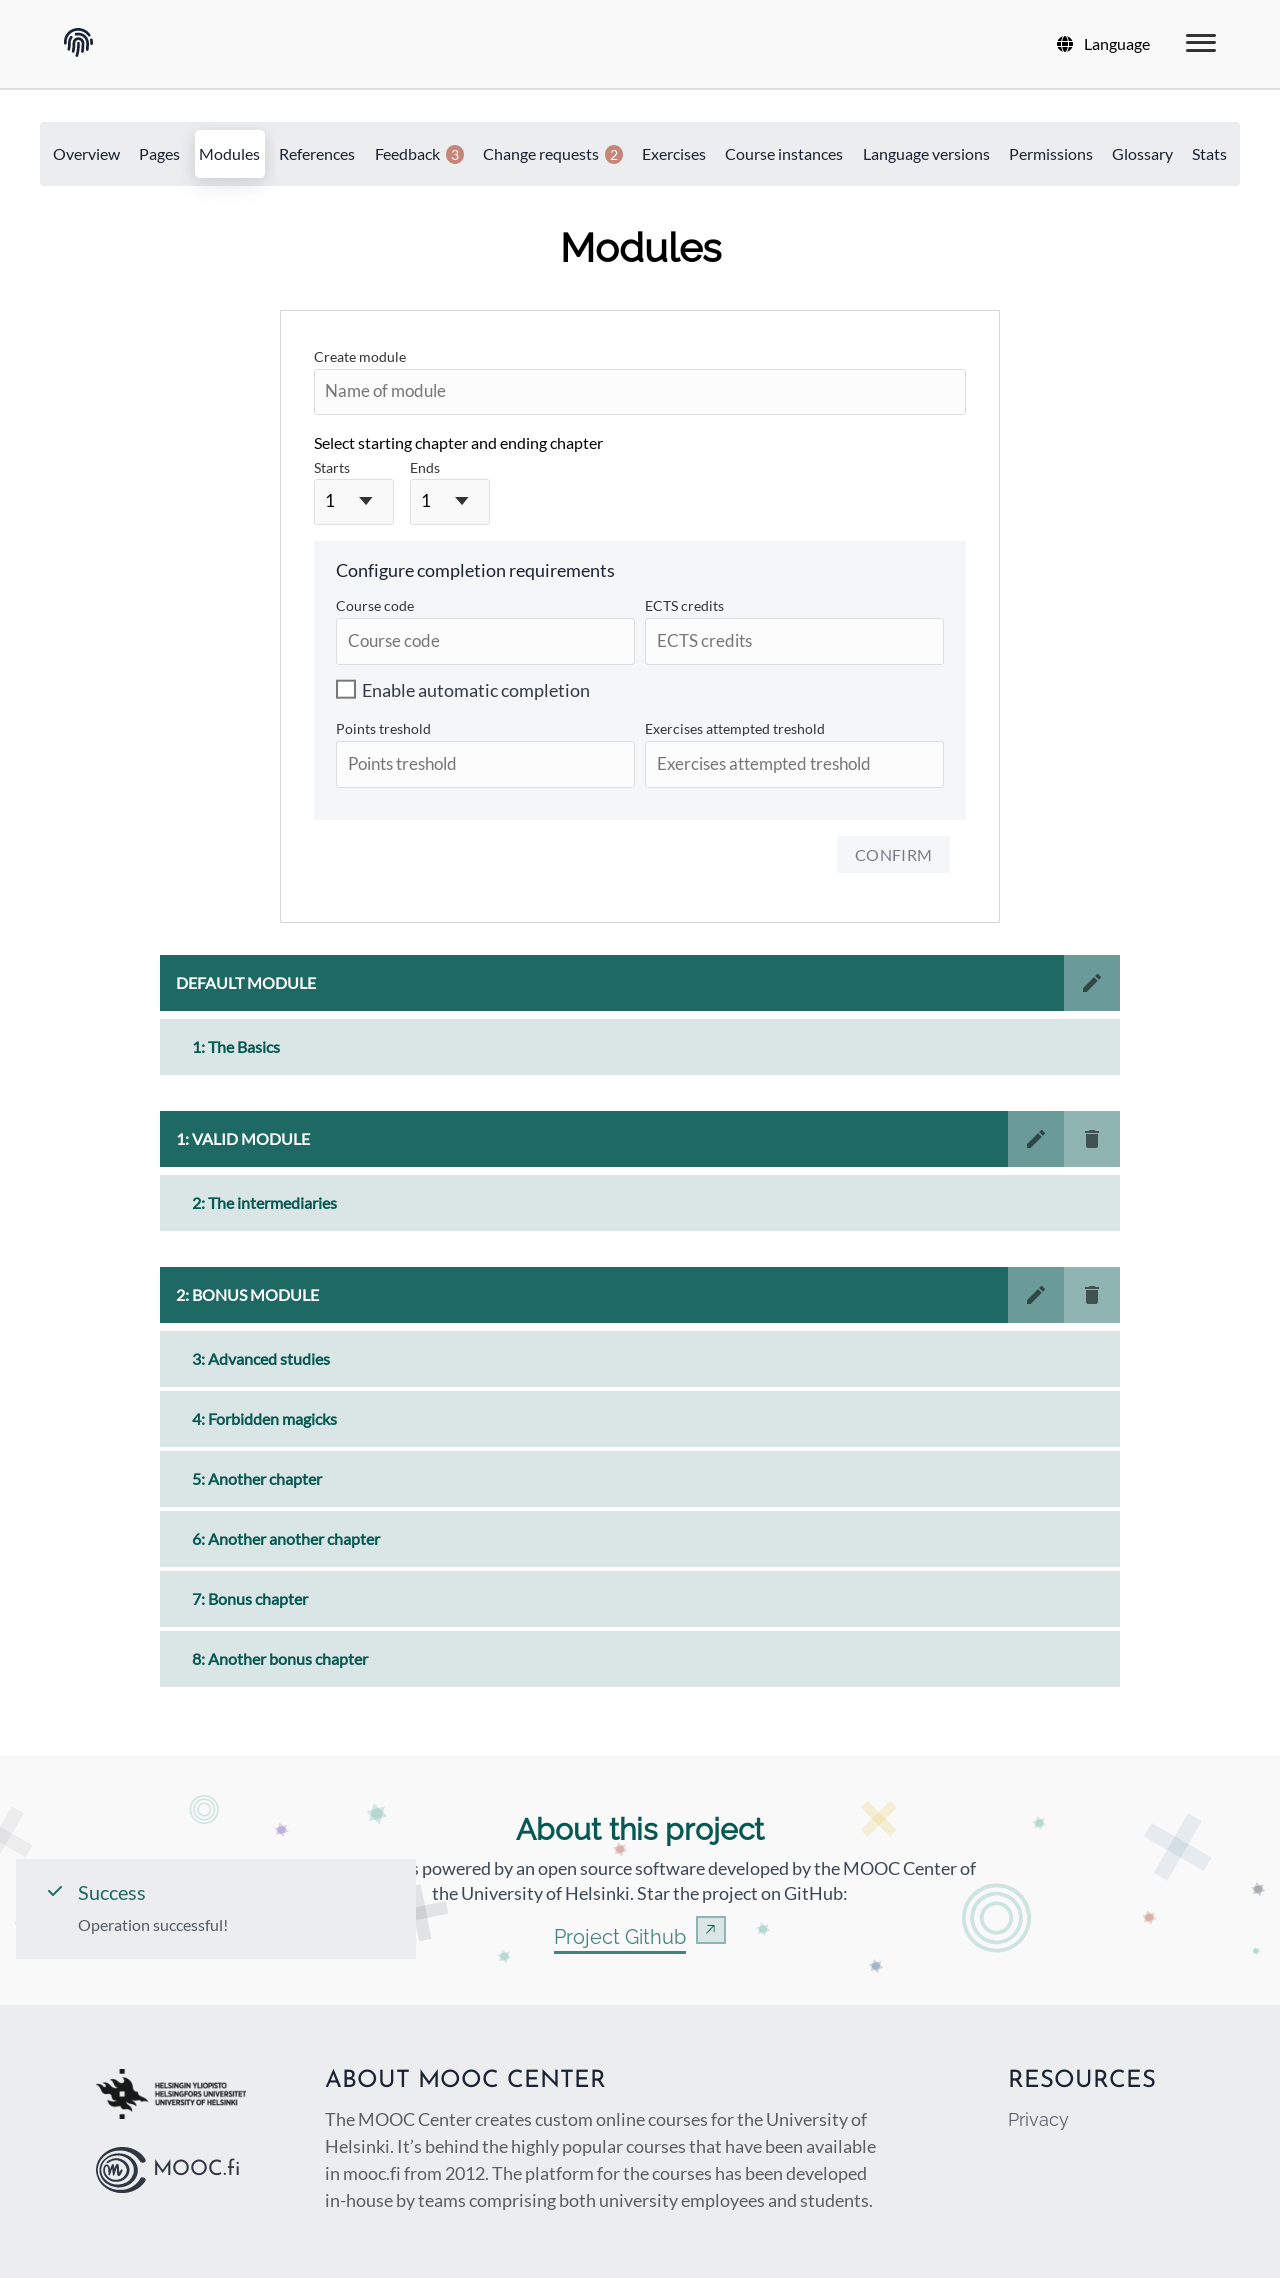 Language
Overview Pages Modules References Feedback 3 Change requests 2 Exercises Course instances Language versions Permissions Glossary Stats
Modules
Create module
Name of module
Select starting chapter and ending chapter
Starts Ends
1 1
Configure completion requirements
Course code ECTS credits
Course code ECTS credits
Enable automatic completion
Points treshold Exercises attempted treshold
Points treshold Exercises attempted treshold
CONFIRM
DEFAULT MODULE
1: The Basics
1: VALID MODULE
2: The intermediaries
2: BONUS MODULE
3: Advanced studies
4: Forbidden magicks
5: Another chapter
6: Another another chapter
7: Bonus chapter
8: Another bonus chapter
About this project
powered by an open source software developed by the MOOC Center of
the University of Helsinki. Star the project on GitHub:
Project Github
Success
Operation successful!
HELSINGIN YLIOPISTO
HELSINGFORS UNIVERSITET
UNIVERSITY OF HELSINKI
MOOC.fi
ABOUT MOOC CENTER
The MOOC Center creates custom online courses for the University of
Helsinki. It’s behind the highly popular courses that have been available
in mooc.fi from 2012. The platform for the courses has been developed
in-house by teams comprising both university employees and students.
RESOURCES
Privacy